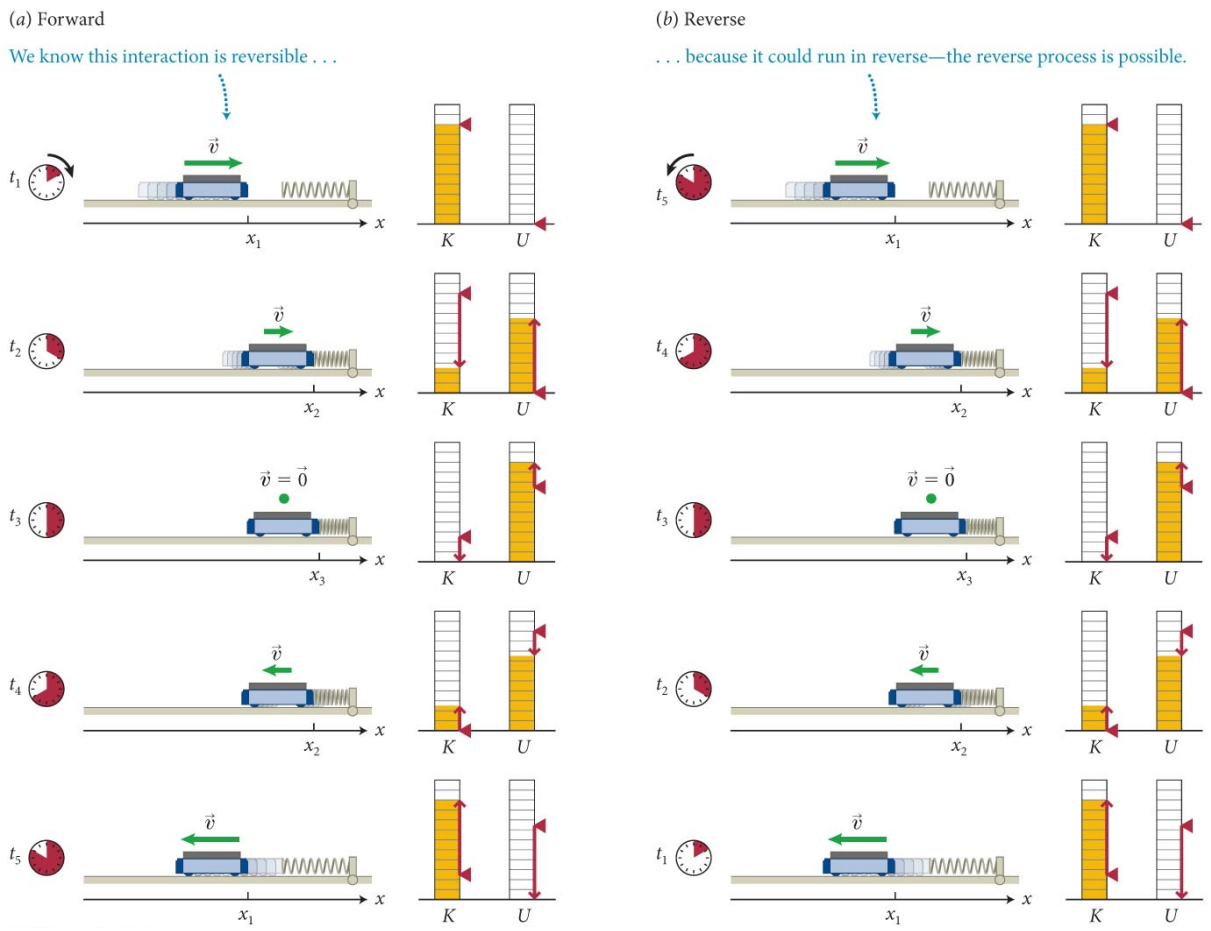 (a) Forward
We know this interaction is reversible . . .
t₁
v⃗
x
x₁
K
U
t₂
v⃗
x
x₂
K
U
t₃
v⃗ = 0⃗
x
x₃
K
U
t₄
v⃗
x
x₂
K
U
t₅
v⃗
x
x₁
K
U
(b) Reverse
. . . because it could run in reverse—the reverse process is possible.
t₅
v⃗
x
x₁
K
U
t₄
v⃗
x
x₂
K
U
t₃
v⃗ = 0⃗
x
x₃
K
U
t₂
v⃗
x
x₂
K
U
t₁
v⃗
x
x₁
K
U